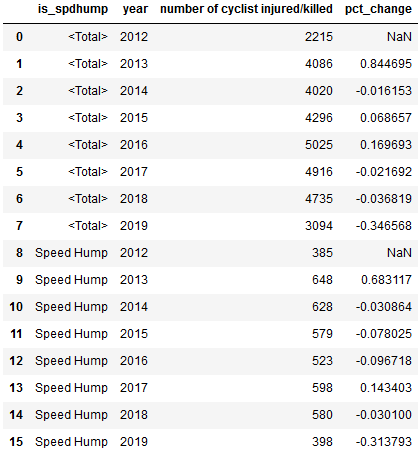 is_spdhump year number of cyclist injured/killed pct_change
0 <Total> 2012 2215 NaN
1 <Total> 2013 4086 0.844695
2 <Total> 2014 4020 -0.016153
3 <Total> 2015 4296 0.068657
4 <Total> 2016 5025 0.169693
5 <Total> 2017 4916 -0.021692
6 <Total> 2018 4735 -0.036819
7 <Total> 2019 3094 -0.346568
8 Speed Hump 2012 385 NaN
9 Speed Hump 2013 648 0.683117
10 Speed Hump 2014 628 -0.030864
11 Speed Hump 2015 579 -0.078025
12 Speed Hump 2016 523 -0.096718
13 Speed Hump 2017 598 0.143403
14 Speed Hump 2018 580 -0.030100
15 Speed Hump 2019 398 -0.313793